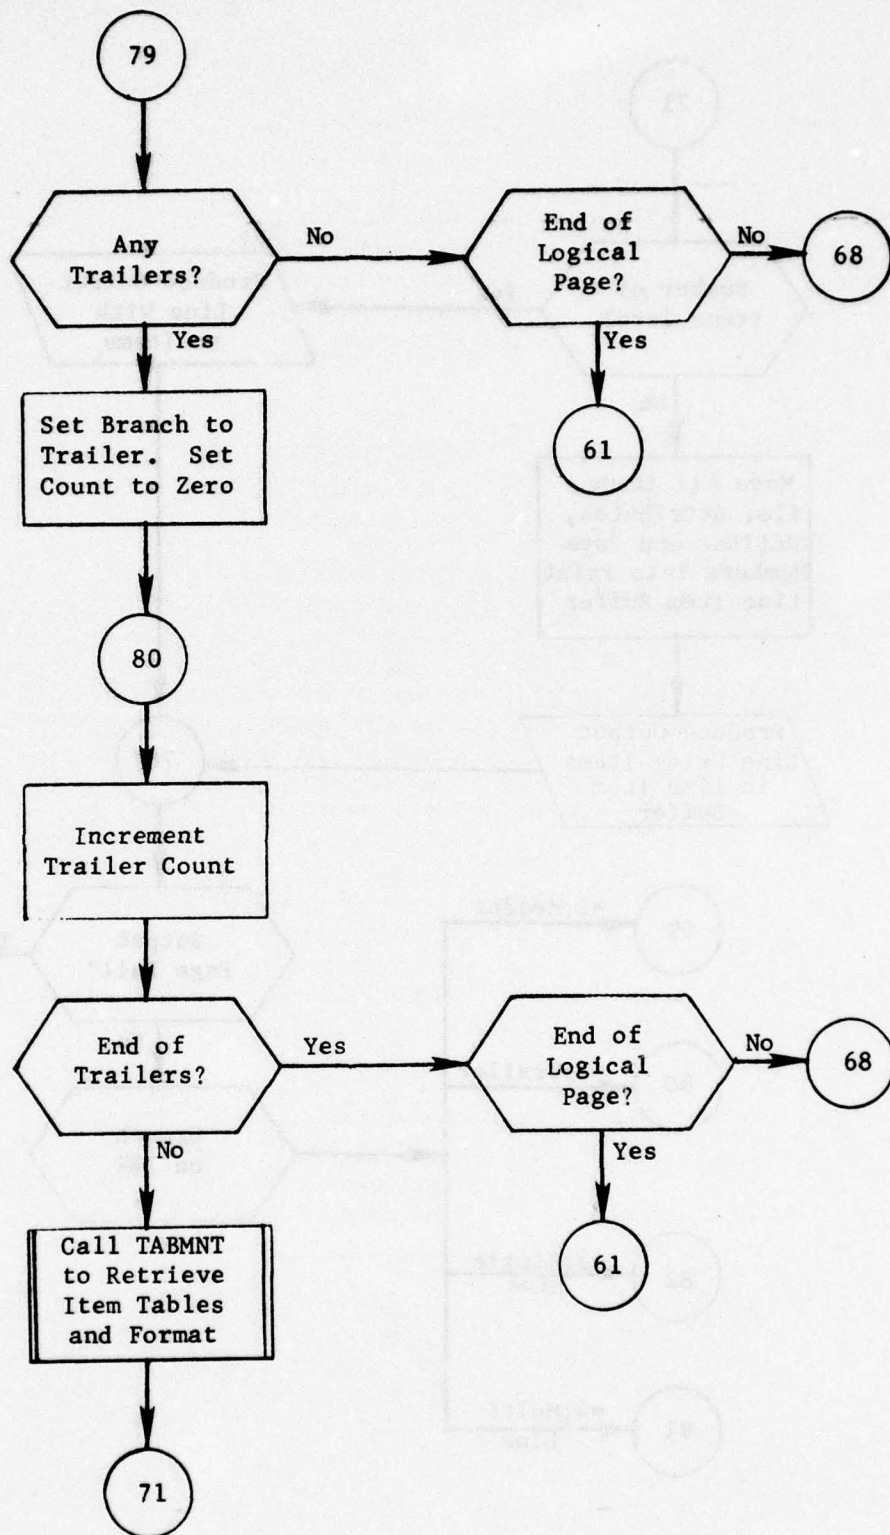 79
Any
Trailers?
No
End of
Logical
Page?
No
68
Yes
Yes
61
Set Branch to
Trailer.  Set
Count to Zero
80
Increment
Trailer Count
End of
Trailers?
Yes
End of
Logical
Page?
No
68
No
Yes
61
Call TABMNT
to Retrieve
Item Tables
and Format
71